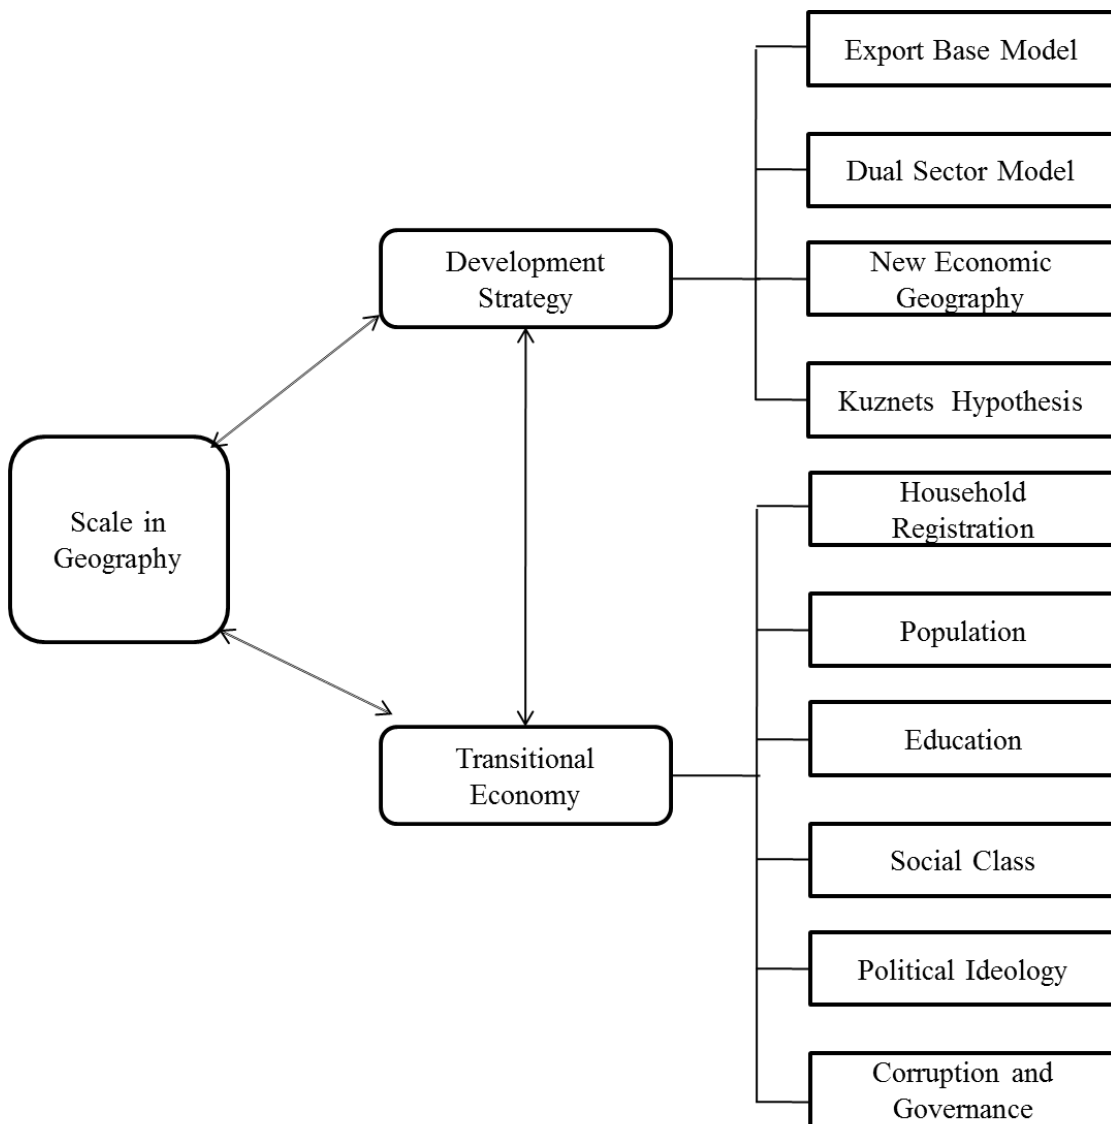 Export Base Model
Dual Sector Model
Development
Strategy
New Economic
Geography
Kuznets Hypothesis
Scale in
Geography
Household
Registration
Population
Transitional
Economy
Education
Social Class
Political Ideology
Corruption and
Governance